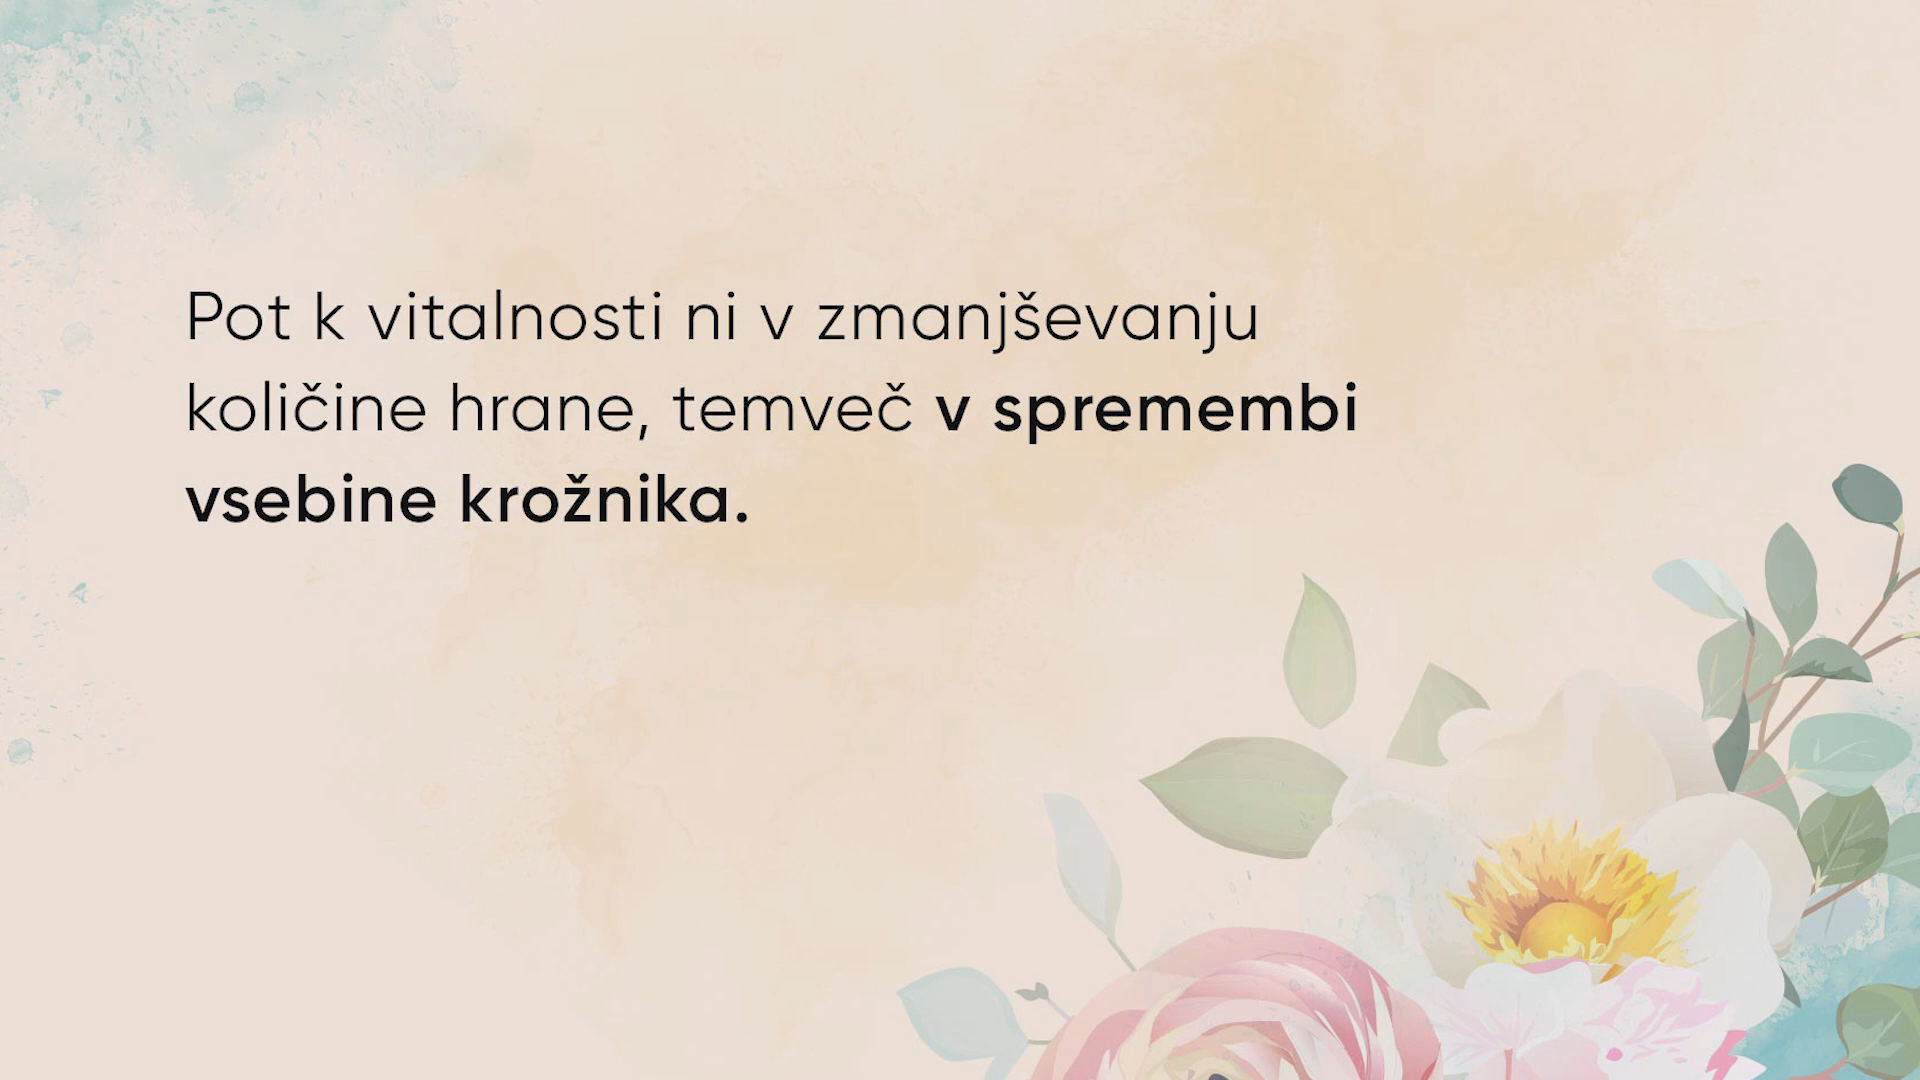 Pot k vitalnosti ni v zmanjševanju
količine hrane, temveč v spremembi
vsebine krožnika.